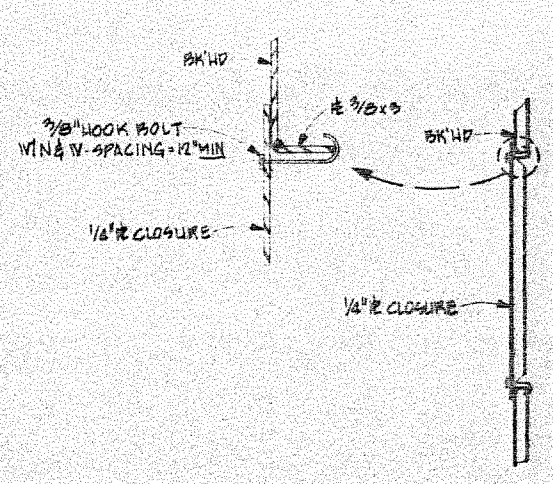 BK'HD
℄ 3/8 x 3
3/8" HOOK BOLT
W/N & W-SPACING=12" MIN
1/4" ℄ CLOSURE
BK'HD
1/4" ℄ CLOSURE